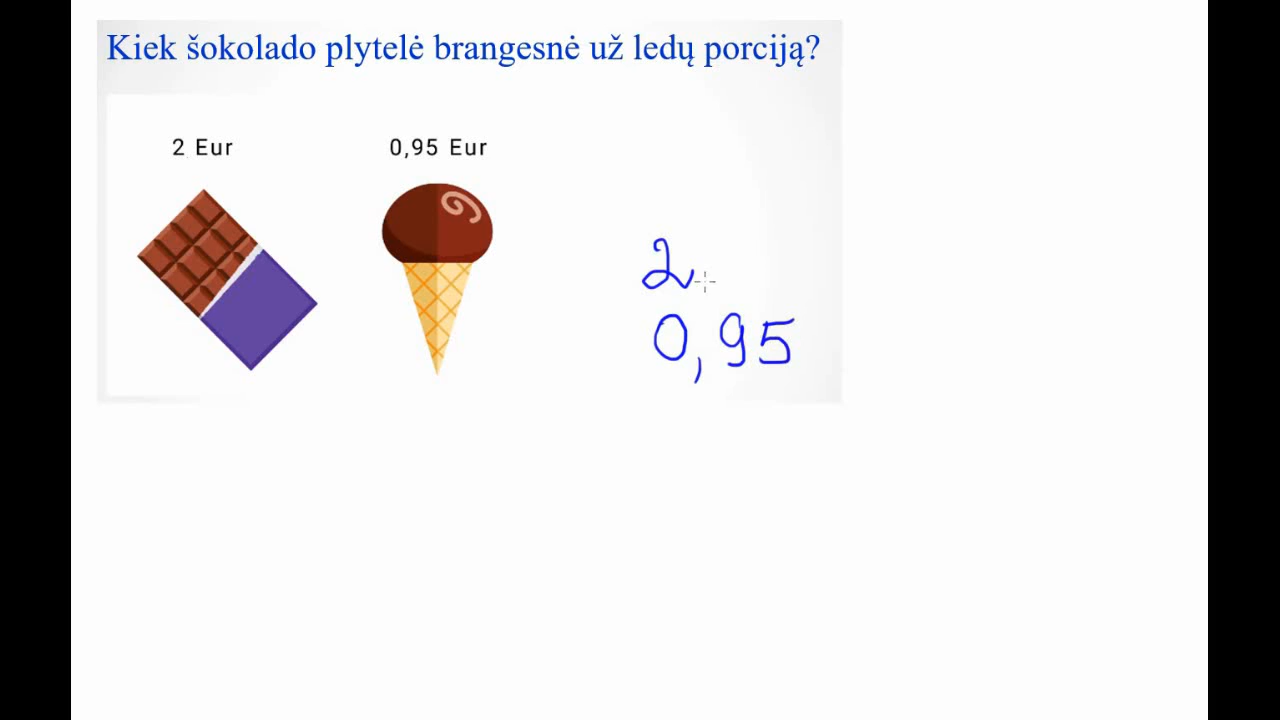 Kiek šokolado plytelė brangesnė už ledų porciją?
2 Eur 0,95 Eur
2
0,95